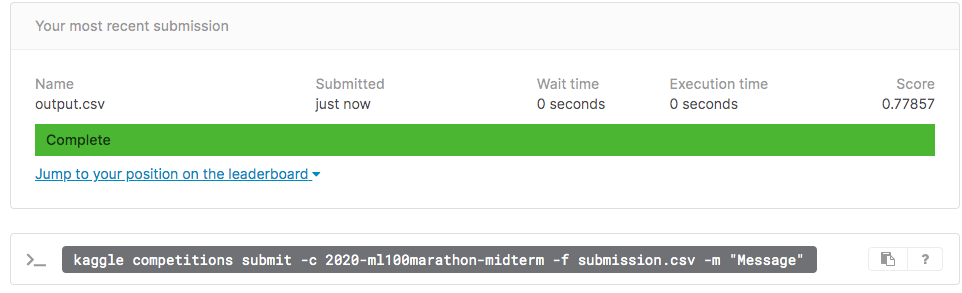 Your most recent submission
Name Submitted Wait time Execution time Score
output.csv just now 0 seconds 0 seconds 0.77857
Complete
Jump to your position on the leaderboard
>_ kaggle competitions submit -c 2020-ml100marathon-midterm -f submission.csv -m "Message" ?